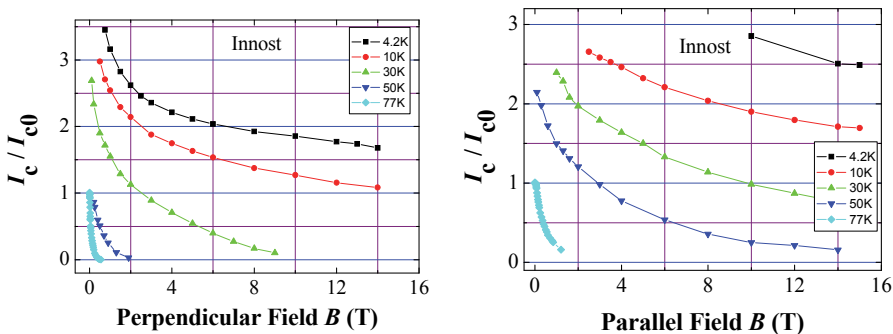 I_c / I_c0
3
2
1
0
Innost
4.2K
10K
30K
50K
77K
0 4 8 12 16
Perpendicular Field B (T)
I_c / I_c0
3
2
1
0
Innost
4.2K
10K
30K
50K
77K
0 4 8 12 16
Parallel Field B (T)